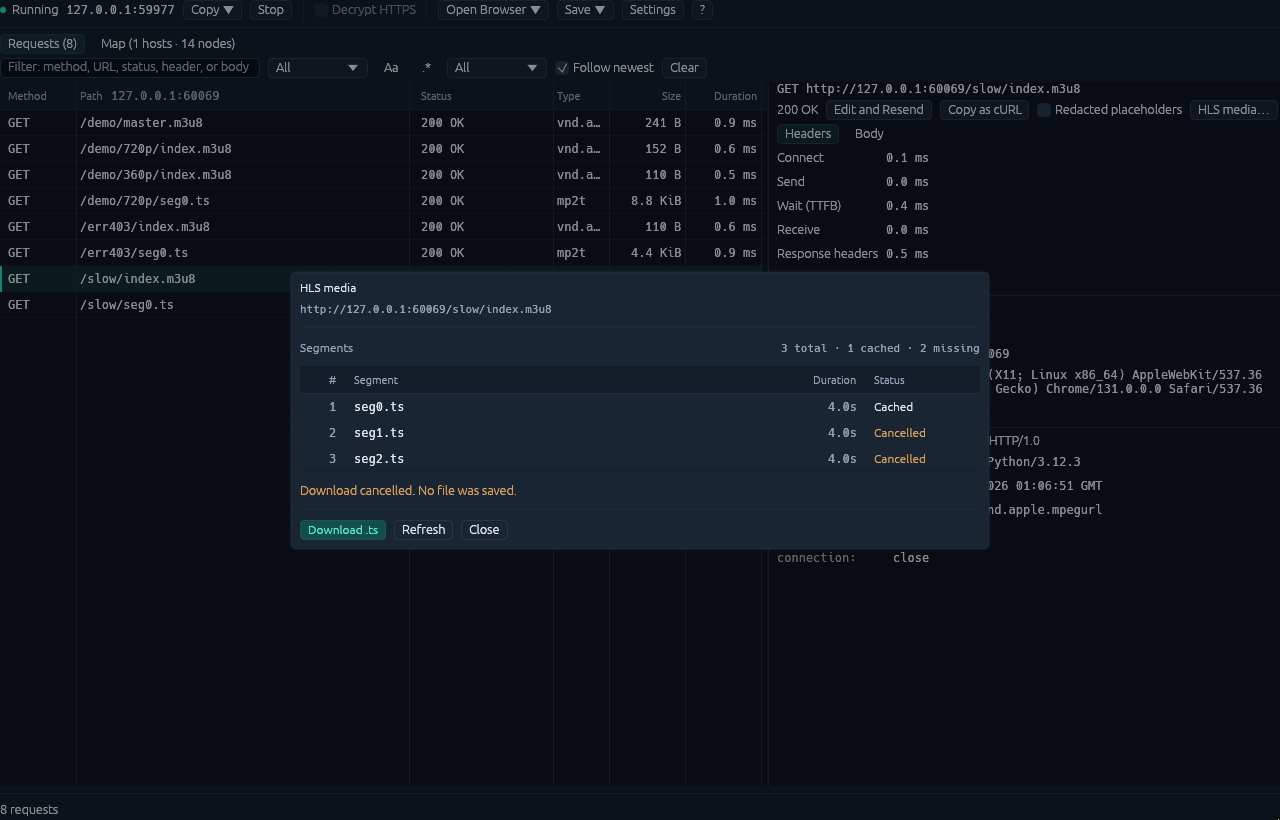 Running 127.0.0.1:59977 Copy ▼ Stop Decrypt HTTPS Open Browser ▼ Save ▼ Settings ?
Requests (8) Map (1 hosts · 14 nodes)
Filter: method, URL, status, header, or body All ▼ Aa .* All ▼ ✓ Follow newest Clear
Method Path 127.0.0.1:60069 Status Type Size Duration
GET /demo/master.m3u8 200 OK vnd.a… 241 B 0.9 ms
GET /demo/720p/index.m3u8 200 OK vnd.a… 152 B 0.6 ms
GET /demo/360p/index.m3u8 200 OK vnd.a… 110 B 0.5 ms
GET /demo/720p/seg0.ts 200 OK mp2t 8.8 KiB 1.0 ms
GET /err403/index.m3u8 200 OK vnd.a… 110 B 0.6 ms
GET /err403/seg0.ts 200 OK mp2t 4.4 KiB 0.9 ms
GET /slow/index.m3u8
GET /slow/seg0.ts
GET http://127.0.0.1:60069/slow/index.m3u8
200 OK Edit and Resend Copy as cURL Redacted placeholders HLS media…
Headers Body
Connect 0.1 ms
Send 0.0 ms
Wait (TTFB) 0.4 ms
Receive 0.0 ms
Response headers 0.5 ms
069
(X11; Linux x86_64) AppleWebKit/537.36
Gecko) Chrome/131.0.0.0 Safari/537.36
HTTP/1.0
Python/3.12.3
026 01:06:51 GMT
nd.apple.mpegurl
connection: close
HLS media
http://127.0.0.1:60069/slow/index.m3u8
Segments 3 total · 1 cached · 2 missing
# Segment Duration Status
1 seg0.ts 4.0s Cached
2 seg1.ts 4.0s Cancelled
3 seg2.ts 4.0s Cancelled
Download cancelled. No file was saved.
Download .ts Refresh Close
8 requests